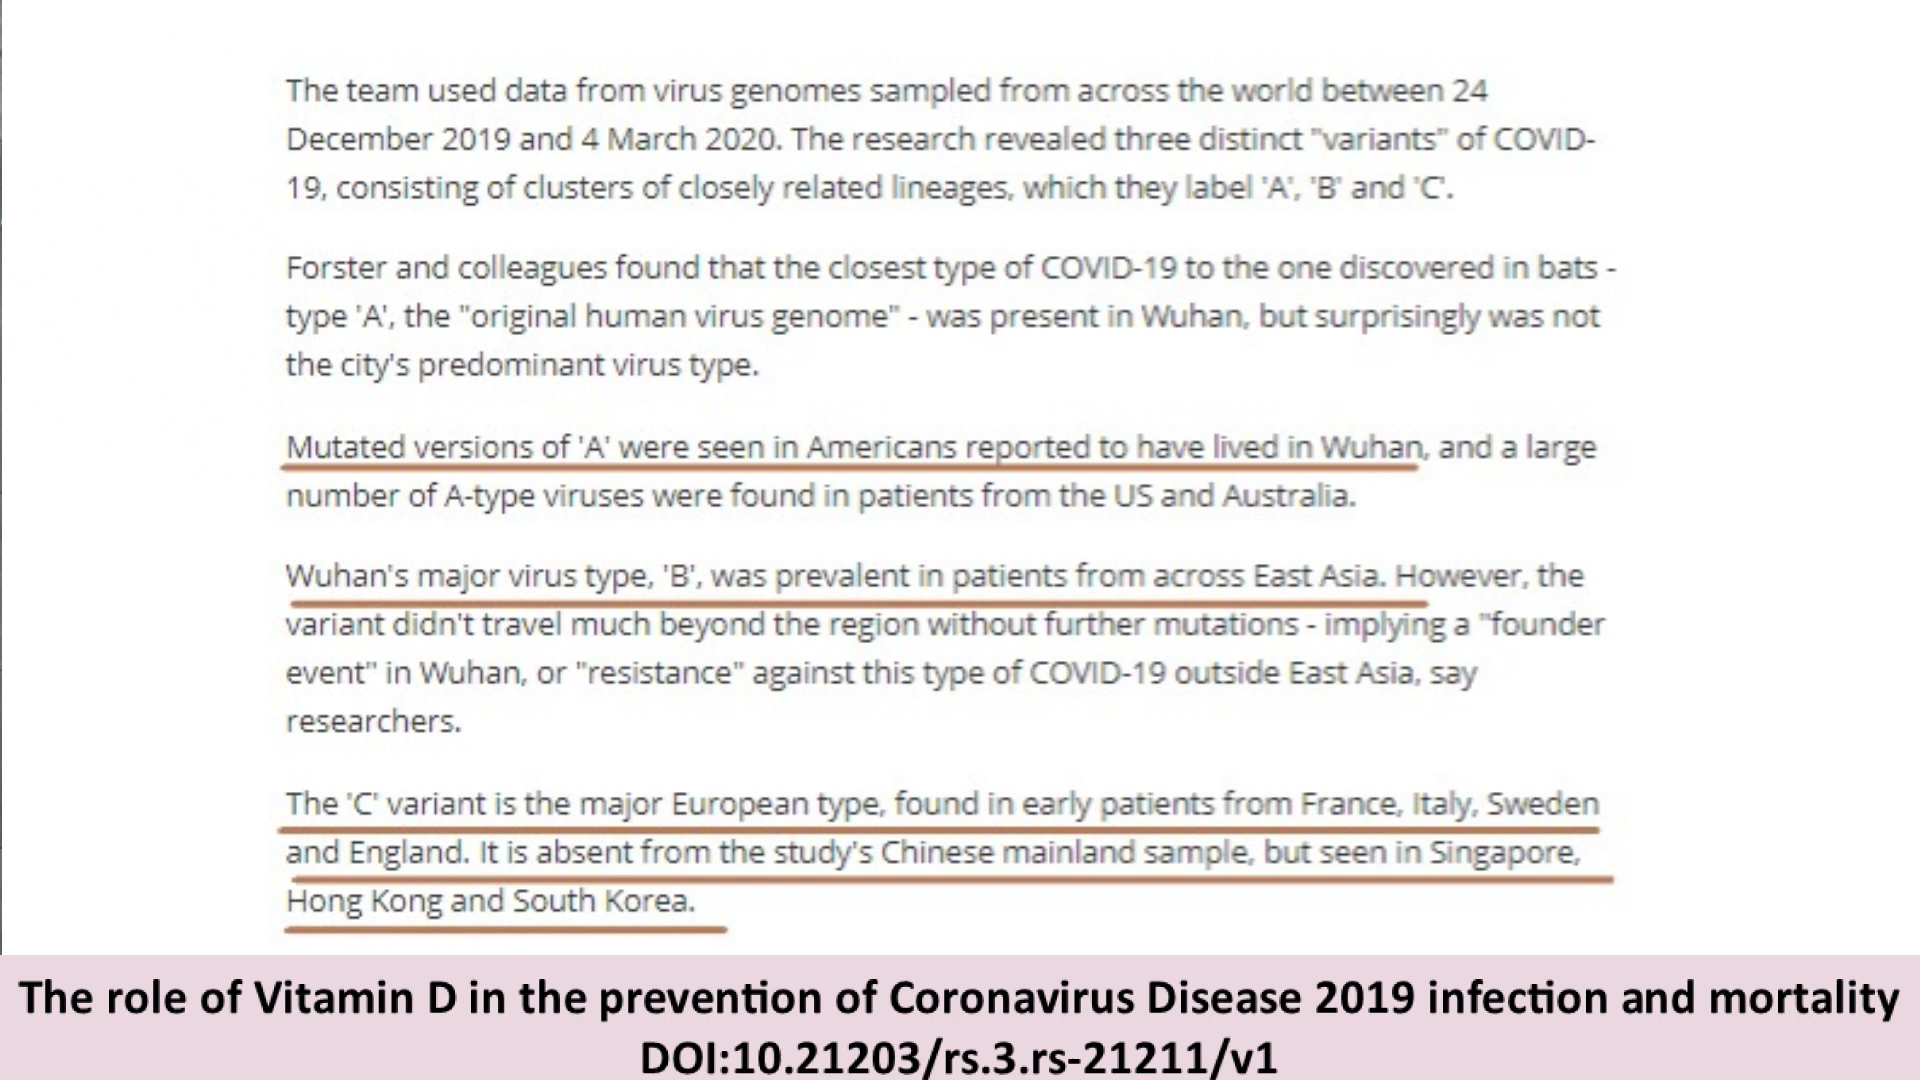 The team used data from virus genomes sampled from across the world between 24
December 2019 and 4 March 2020. The research revealed three distinct "variants" of COVID-
19, consisting of clusters of closely related lineages, which they label 'A', 'B' and 'C'.
Forster and colleagues found that the closest type of COVID-19 to the one discovered in bats -
type 'A', the "original human virus genome" - was present in Wuhan, but surprisingly was not
the city's predominant virus type.
Mutated versions of 'A' were seen in Americans reported to have lived in Wuhan, and a large
number of A-type viruses were found in patients from the US and Australia.
Wuhan's major virus type, 'B', was prevalent in patients from across East Asia. However, the
variant didn't travel much beyond the region without further mutations - implying a "founder
event" in Wuhan, or "resistance" against this type of COVID-19 outside East Asia, say
researchers.
The 'C' variant is the major European type, found in early patients from France, Italy, Sweden
and England. It is absent from the study's Chinese mainland sample, but seen in Singapore,
Hong Kong and South Korea.
The role of Vitamin D in the prevention of Coronavirus Disease 2019 infection and mortality
DOI:10.21203/rs.3.rs-21211/v1